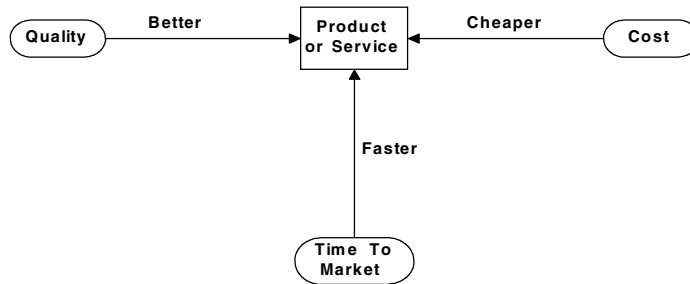 Quality
Better
Product
or Service
Cheaper
Cost
Faster
Time To
Market